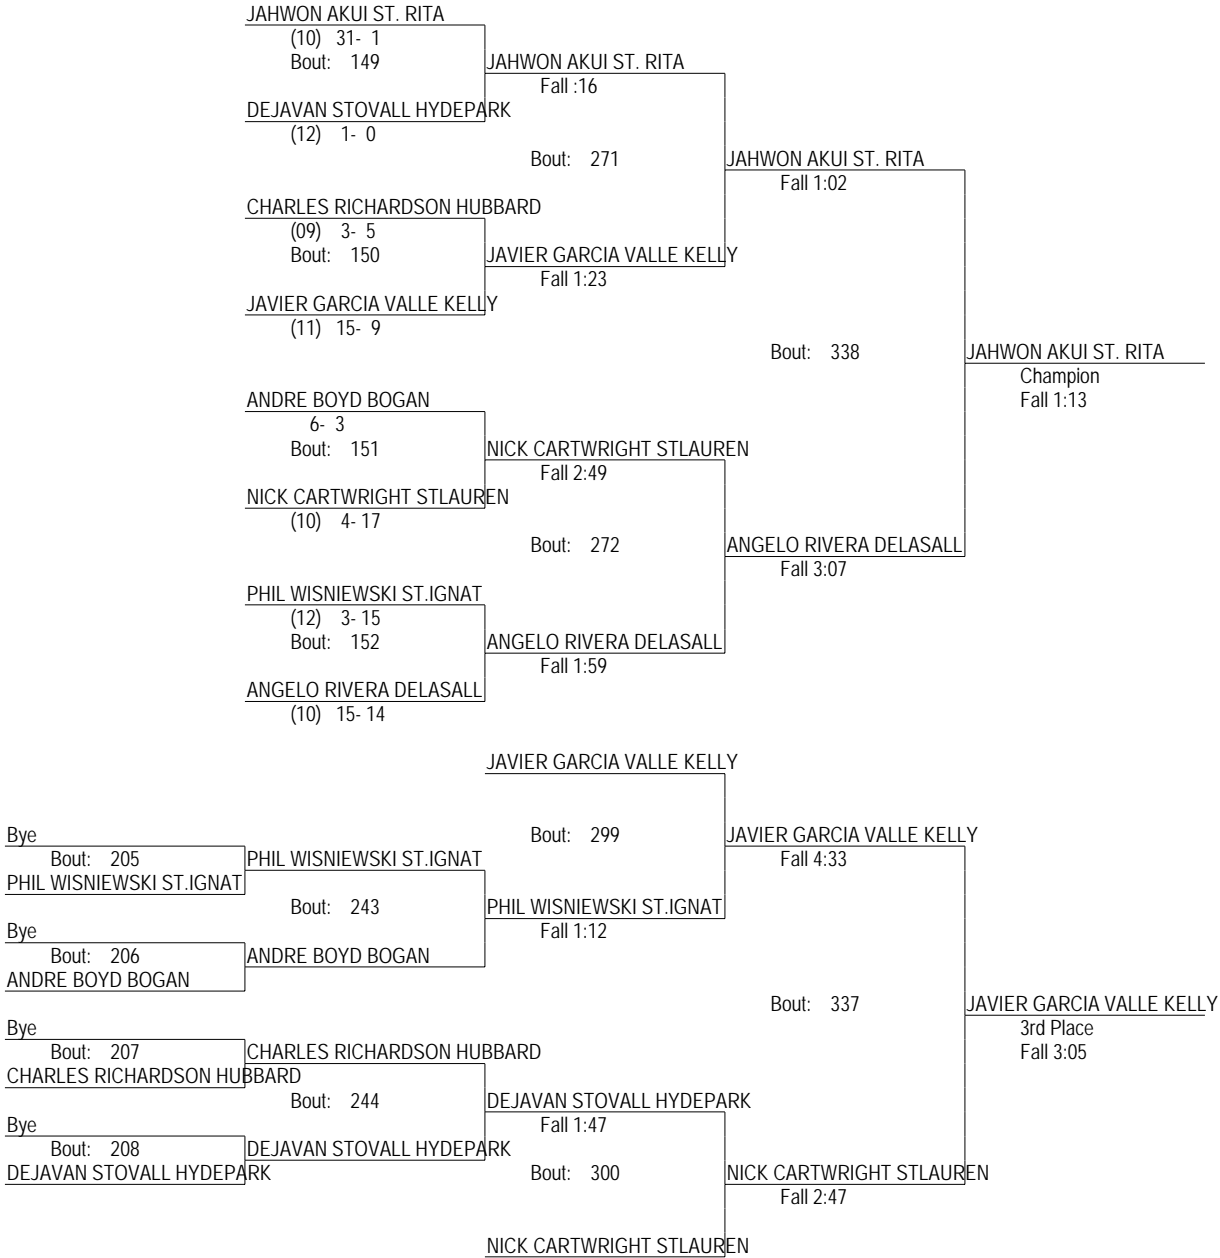 JAHWON AKUI ST. RITA
(10) 31- 1
Bout: 149
JAHWON AKUI ST. RITA
Fall :16
DEJAVAN STOVALL HYDEPARK
(12) 1- 0
Bout: 271
JAHWON AKUI ST. RITA
Fall 1:02
CHARLES RICHARDSON HUBBARD
(09) 3- 5
Bout: 150
JAVIER GARCIA VALLE KELLY
Fall 1:23
JAVIER GARCIA VALLE KELLY
(11) 15- 9
Bout: 338
JAHWON AKUI ST. RITA
Champion
Fall 1:13
ANDRE BOYD BOGAN
6- 3
Bout: 151
NICK CARTWRIGHT STLAUREN
Fall 2:49
NICK CARTWRIGHT STLAUREN
(10) 4- 17
Bout: 272
ANGELO RIVERA DELASALL
Fall 3:07
PHIL WISNIEWSKI ST.IGNAT
(12) 3- 15
Bout: 152
ANGELO RIVERA DELASALL
Fall 1:59
ANGELO RIVERA DELASALL
(10) 15- 14
JAVIER GARCIA VALLE KELLY
Bye
Bout: 299
JAVIER GARCIA VALLE KELLY
Bout: 205
PHIL WISNIEWSKI ST.IGNAT
Fall 4:33
PHIL WISNIEWSKI ST.IGNAT
Bout: 243
PHIL WISNIEWSKI ST.IGNAT
Bye
Fall 1:12
Bout: 206
ANDRE BOYD BOGAN
ANDRE BOYD BOGAN
Bout: 337
JAVIER GARCIA VALLE KELLY
Bye
3rd Place
Bout: 207
CHARLES RICHARDSON HUBBARD
Fall 3:05
CHARLES RICHARDSON HUBBARD
Bout: 244
DEJAVAN STOVALL HYDEPARK
Bye
Fall 1:47
Bout: 208
DEJAVAN STOVALL HYDEPARK
DEJAVAN STOVALL HYDEPARK
Bout: 300
NICK CARTWRIGHT STLAUREN
Fall 2:47
NICK CARTWRIGHT STLAUREN